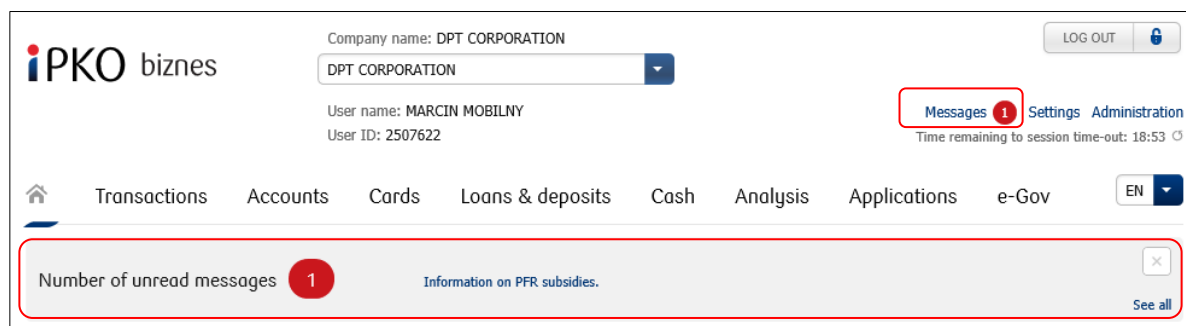 iPKO biznes
Company name: DPT CORPORATION
DPT CORPORATION
LOG OUT
User name: MARCIN MOBILNY
User ID: 2507622
Messages 1 Settings Administration
Time remaining to session time-out: 18:53
Transactions Accounts Cards Loans & deposits Cash Analysis Applications e-Gov EN
Number of unread messages 1 Information on PFR subsidies.
See all